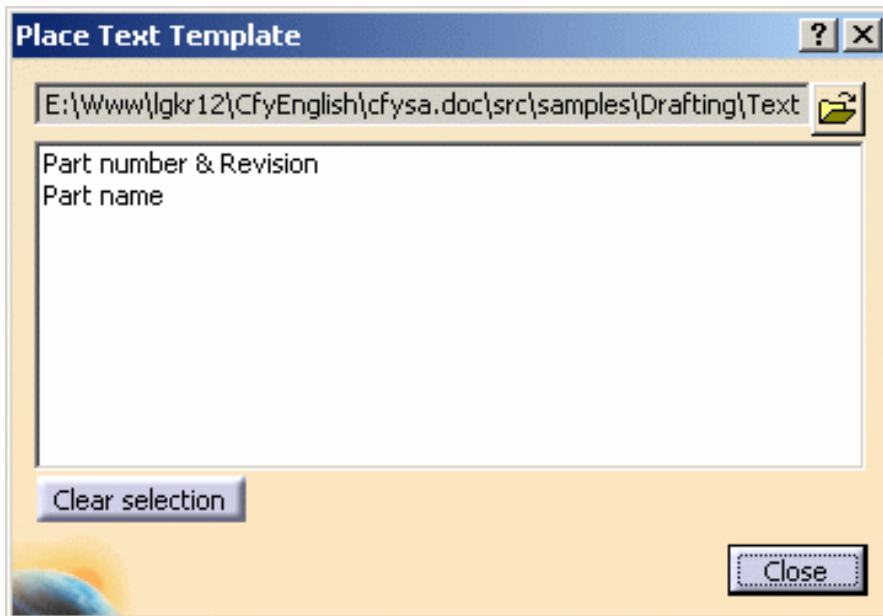 Place Text Template
?
E:\Www\lgkr12\CfyEnglish\cfysa.doc\src\samples\Drafting\Text
Part number & Revision
Part name
Clear selection
Close